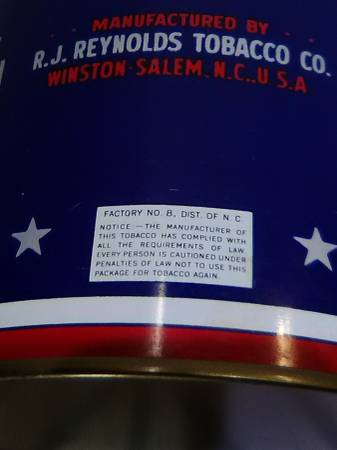 MANUFACTURED BY
R.J. REYNOLDS TOBACCO CO.
WINSTON-SALEM, N.C., U.S.A
FACTORY NO. 8, DIST. OF N. C.
NOTICE — THE MANUFACTURER OF
THIS TOBACCO HAS COMPLIED WITH
ALL THE REQUIREMENTS OF LAW
EVERY PERSON IS CAUTIONED UNDER
PENALTIES OF LAW NOT TO USE THIS
PACKAGE FOR TOBACCO AGAIN.